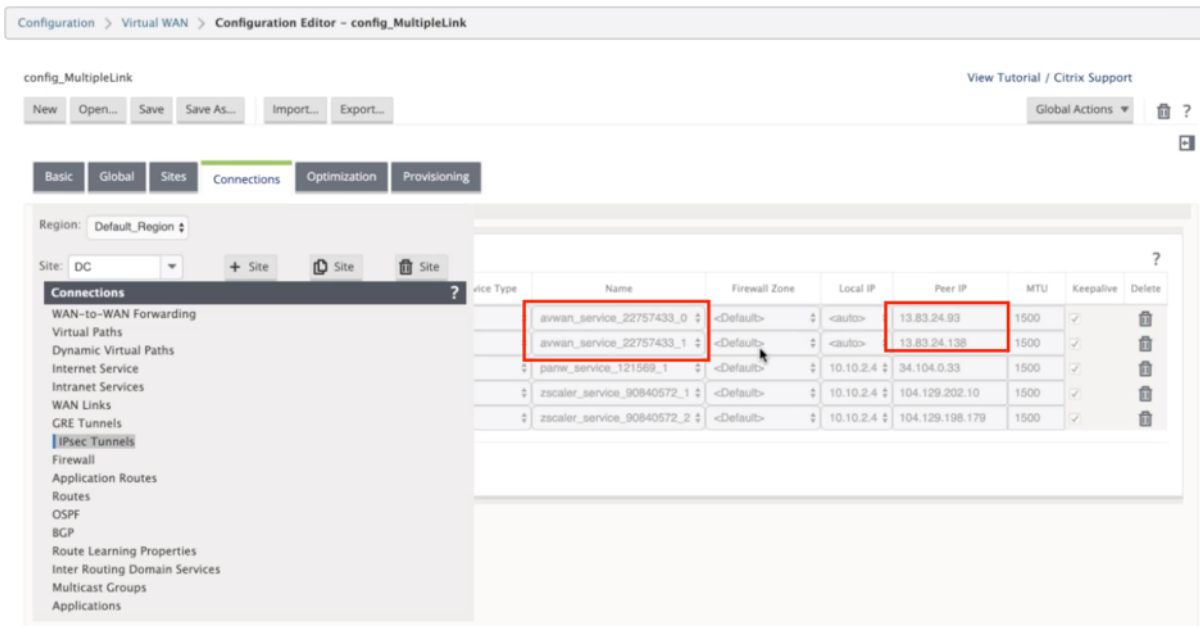 Configuration > Virtual WAN > Configuration Editor – config_MultipleLink
config_MultipleLink
View Tutorial / Citrix Support
New Open... Save Save As... Import... Export... Global Actions ?
Basic Global Sites Connections Optimization Provisioning
Region: Default_Region
Site: DC + Site Site Site
?
Connections ?
vice Type Name Firewall Zone Local IP Peer IP MTU Keepalive Delete
WAN-to-WAN Forwarding
avwan_service_22757433_0 <Default> <auto> 13.83.24.93 1500
Virtual Paths
avwan_service_22757433_1 <Default> <auto> 13.83.24.138 1500
Dynamic Virtual Paths
Internet Service
panw_service_121569_1 <Default> 10.10.2.4 34.104.0.33 1500
Intranet Services
zscaler_service_90840572_1 <Default> 10.10.2.4 104.129.202.10 1500
WAN Links
GRE Tunnels
zscaler_service_90840572_2 <Default> 10.10.2.4 104.129.198.179 1500
IPsec Tunnels
Firewall
Application Routes
Routes
OSPF
BGP
Route Learning Properties
Inter Routing Domain Services
Multicast Groups
Applications